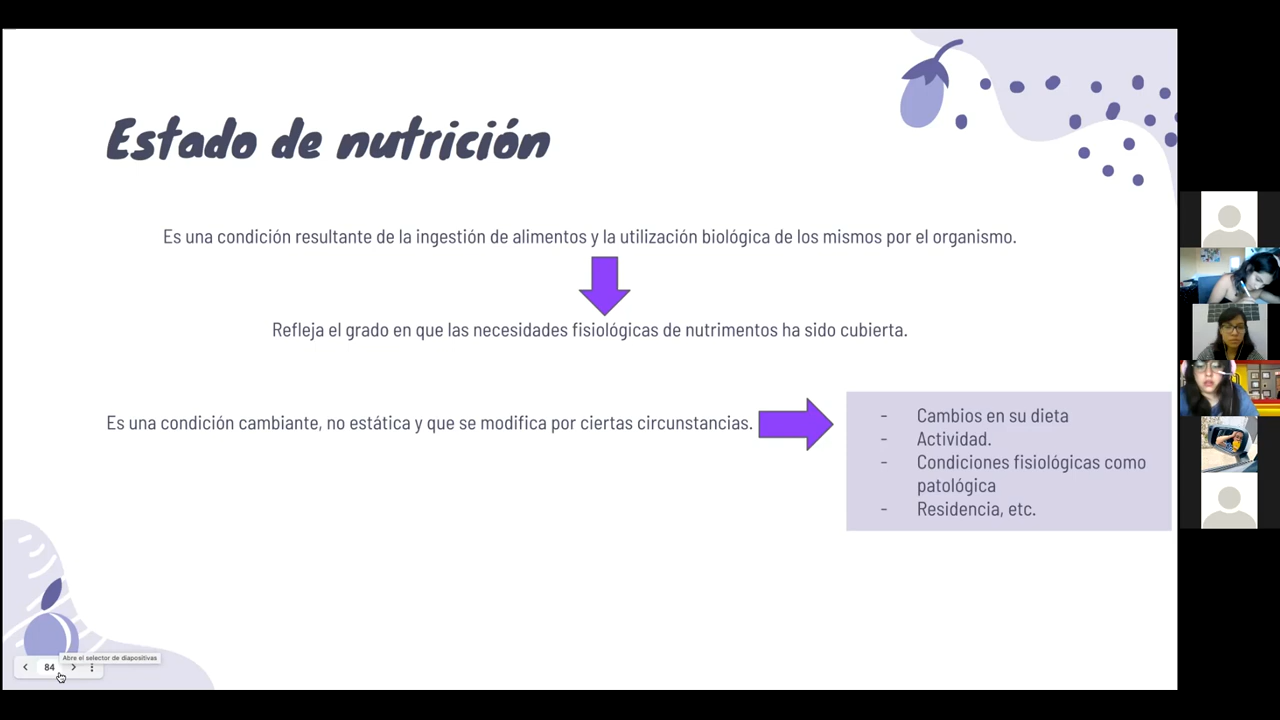 Estado de nutrición
Es una condición resultante de la ingestión de alimentos y la utilización biológica de los mismos por el organismo.
Refleja el grado en que las necesidades fisiológicas de nutrimentos ha sido cubierta.
Es una condición cambiante, no estática y que se modifica por ciertas circunstancias.
- Cambios en su dieta
- Actividad.
- Condiciones fisiológicas como
patológica
- Residencia, etc.
Abre el selector de diapositivas
84